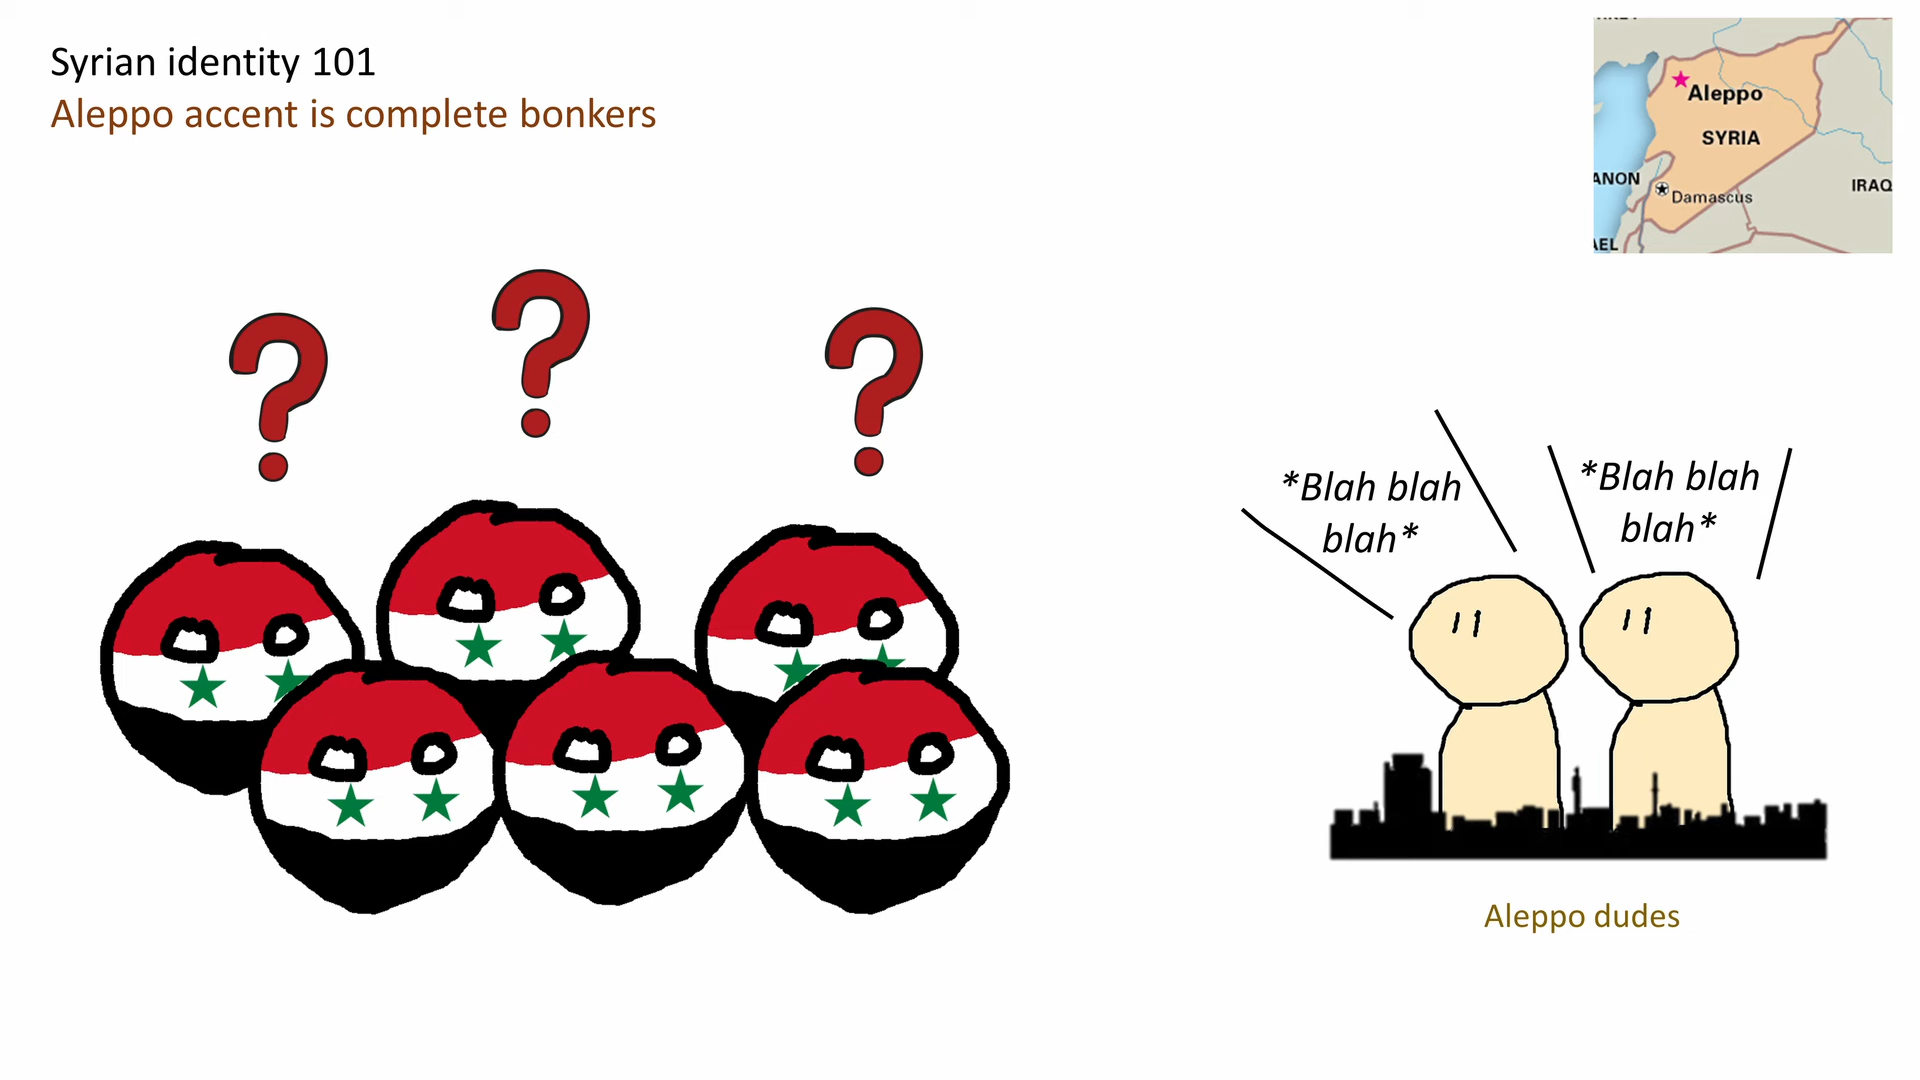 Syrian identity 101
Aleppo accent is complete bonkers
Aleppo
SYRIA
ANON
Damascus
IRAQ
AEL
*Blah blah
blah*
*Blah blah
blah*
Aleppo dudes